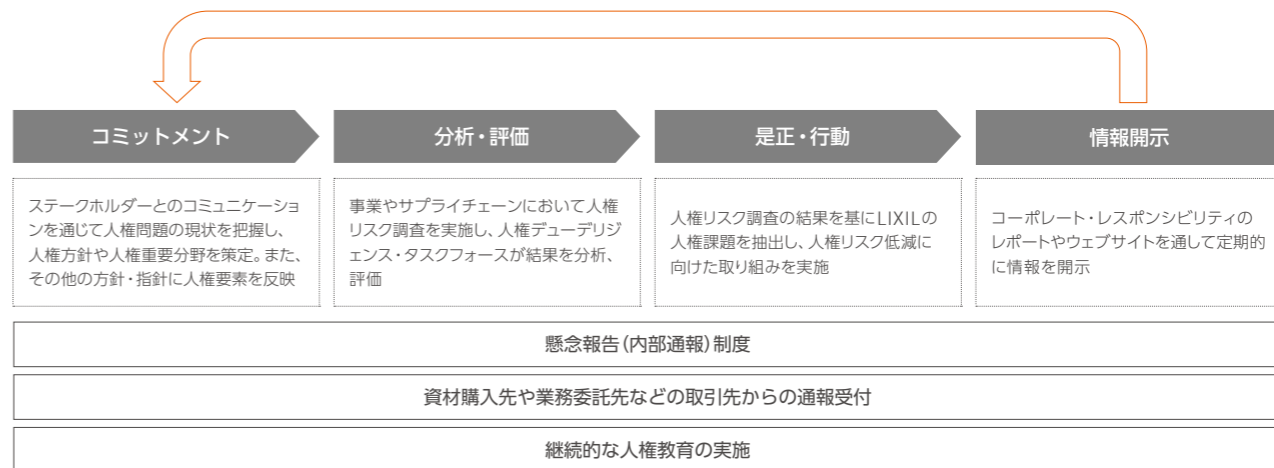 コミットメント
分析・評価
是正・行動
情報開示
ステークホルダーとのコミュニケーショ
ンを通じて人権問題の現状を把握し、
人権方針や人権重要分野を策定。また、
その他の方針・指針に人権要素を反映
事業やサプライチェーンにおいて人権
リスク調査を実施し、人権デューデリジ
ェンス・タスクフォースが結果を分析、
評価
人権リスク調査の結果を基にLIXILの
人権課題を抽出し、人権リスク低減に
向けた取り組みを実施
コーポレート・レスポンシビリティの
レポートやウェブサイトを通して定期的
に情報を開示
懸念報告(内部通報)制度
資材購入先や業務委託先などの取引先からの通報受付
継続的な人権教育の実施